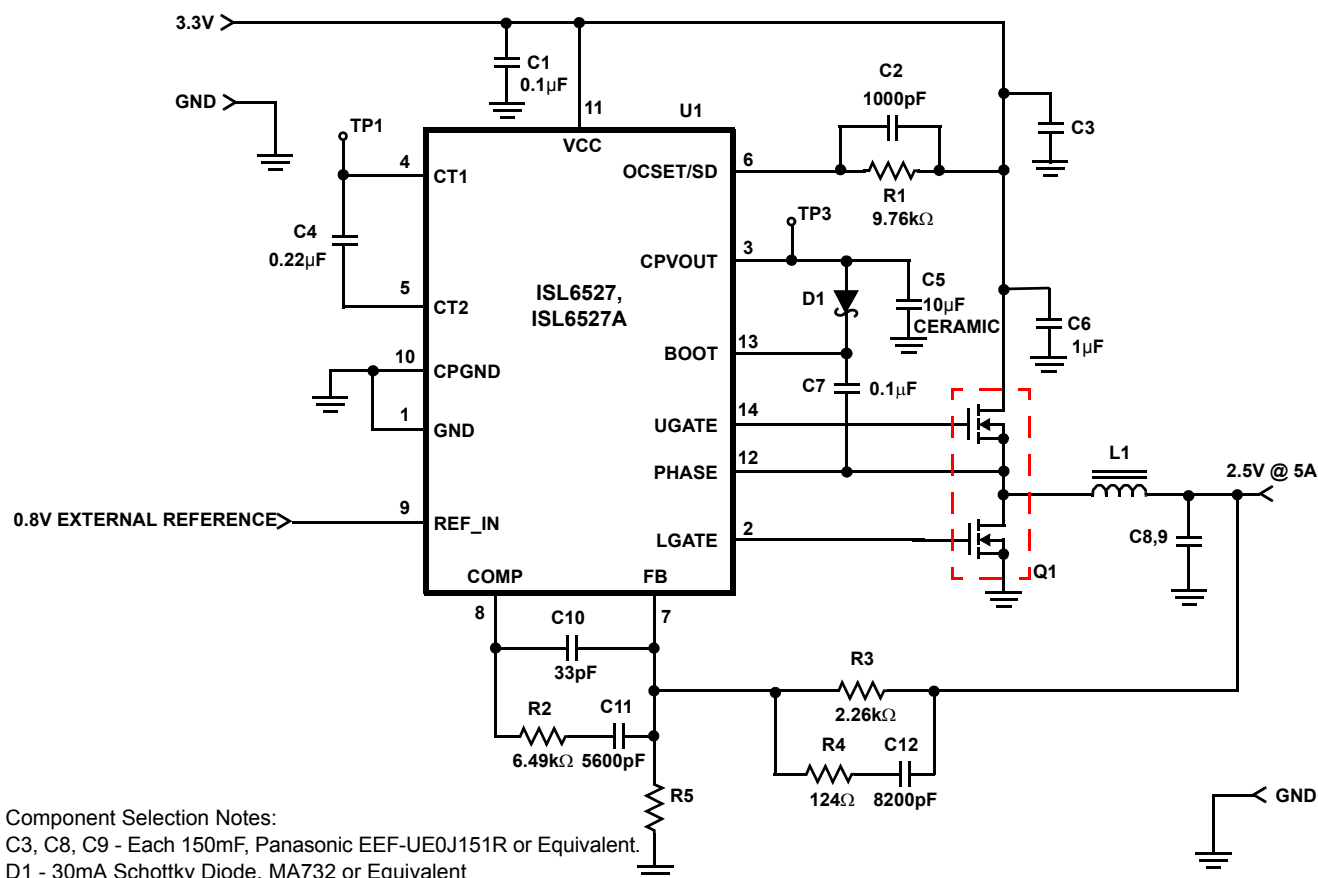 3.3V
C1
0.1µF
C2
1000pF
GND
11
U1
TP1
VCC
C3
4
CT1
OCSET/SD
6
R1
9.76kΩ
TP3
C4
0.22µF
CPVOUT
3
5
CT2
ISL6527,
ISL6527A
D1
C5
10µF
CERAMIC
C6
1µF
BOOT
13
10
CPGND
C7
0.1µF
1
GND
UGATE
14
L1
PHASE
12
2.5V @ 5A
0.8V EXTERNAL REFERENCE
9
REF_IN
LGATE
2
C8,9
COMP
FB
Q1
8
7
C10
33pF
R3
2.26kΩ
R2
C11
6.49kΩ
5600pF
R4
C12
124Ω
8200pF
R5
GND
Component Selection Notes:
C3, C8, C9 - Each 150mF, Panasonic EEF-UE0J151R or Equivalent.
D1 - 30mA Schottky Diode, MA732 or Equivalent